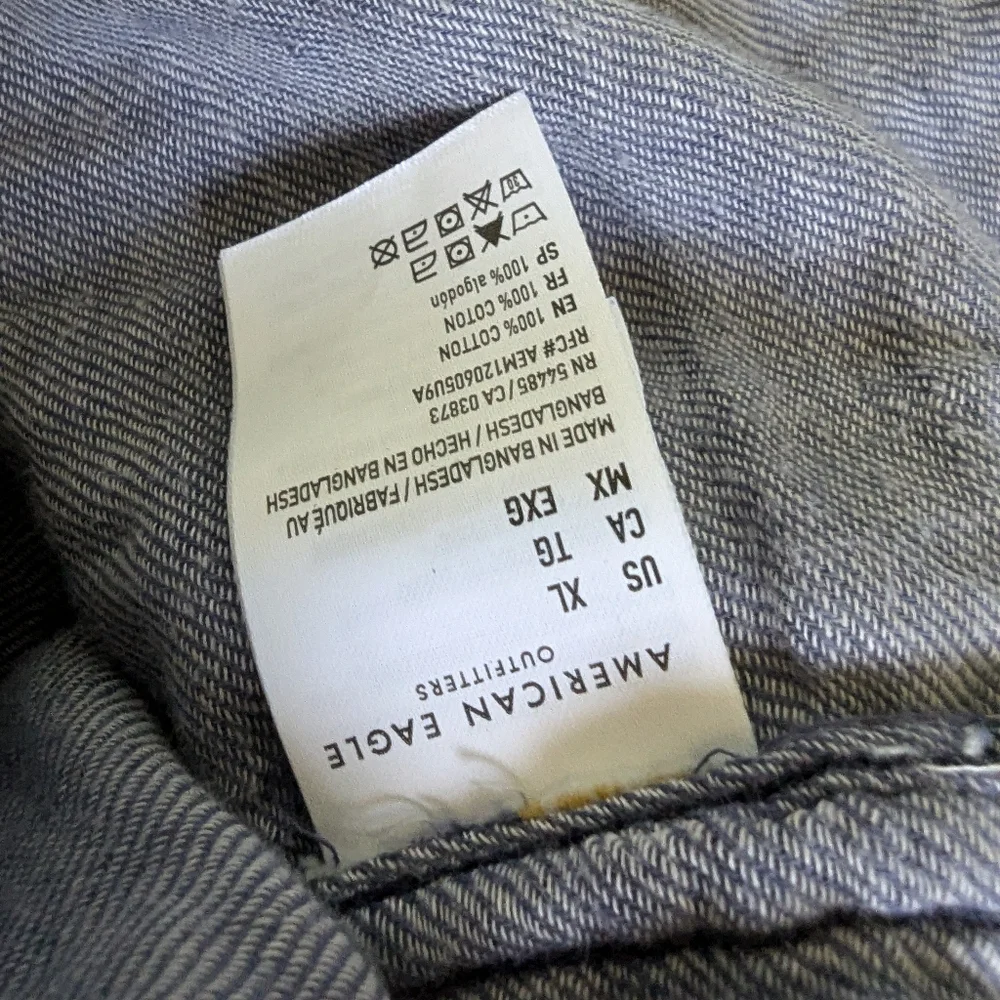 AMERICAN EAGLE
OUTFITTERS
US XL
CA TG
MX EXG
MADE IN BANGLADESH / FABRIQUÉ AU
BANGLADESH / HECHO EN BANGLADESH
RN 54485 / CA 03873
RFC# AEM120605U9A
EN 100% COTTON
FR 100% COTON
SP 100% algodón
30